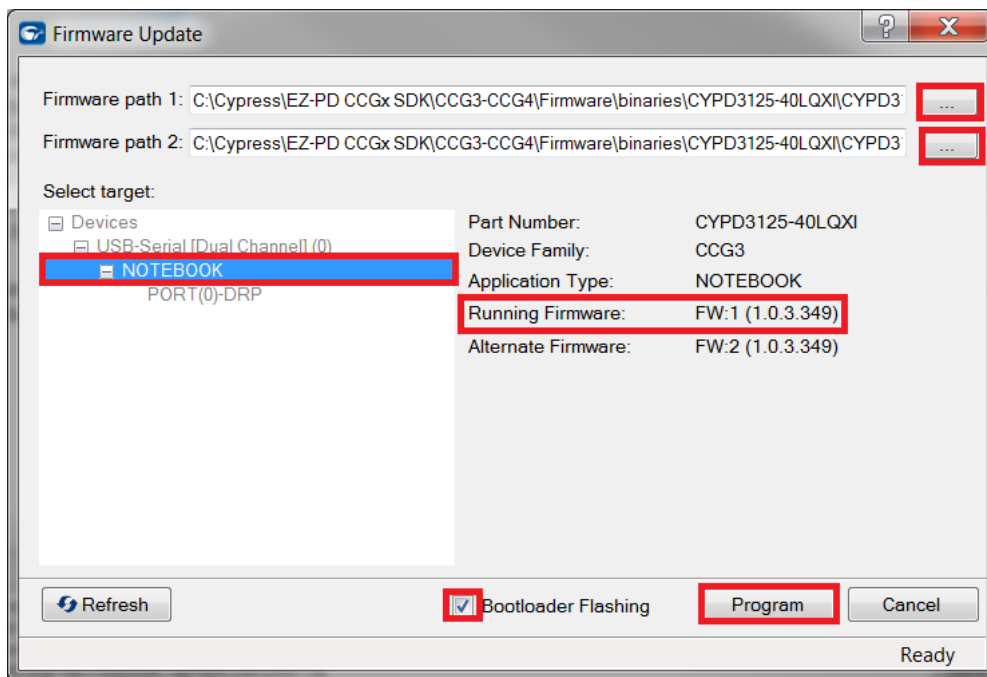 Firmware Update
Firmware path 1: C:\Cypress\EZ-PD CCGx SDK\CCG3-CCG4\Firmware\binaries\CYPD3125-40LQXI\CYPD3 ...
Firmware path 2: C:\Cypress\EZ-PD CCGx SDK\CCG3-CCG4\Firmware\binaries\CYPD3125-40LQXI\CYPD3 ...
Select target:
Devices
USB-Serial [Dual Channel] (0)
NOTEBOOK
PORT(0)-DRP
Part Number: CYPD3125-40LQXI
Device Family: CCG3
Application Type: NOTEBOOK
Running Firmware: FW:1 (1.0.3.349)
Alternate Firmware: FW:2 (1.0.3.349)
Refresh Bootloader Flashing Program Cancel
Ready